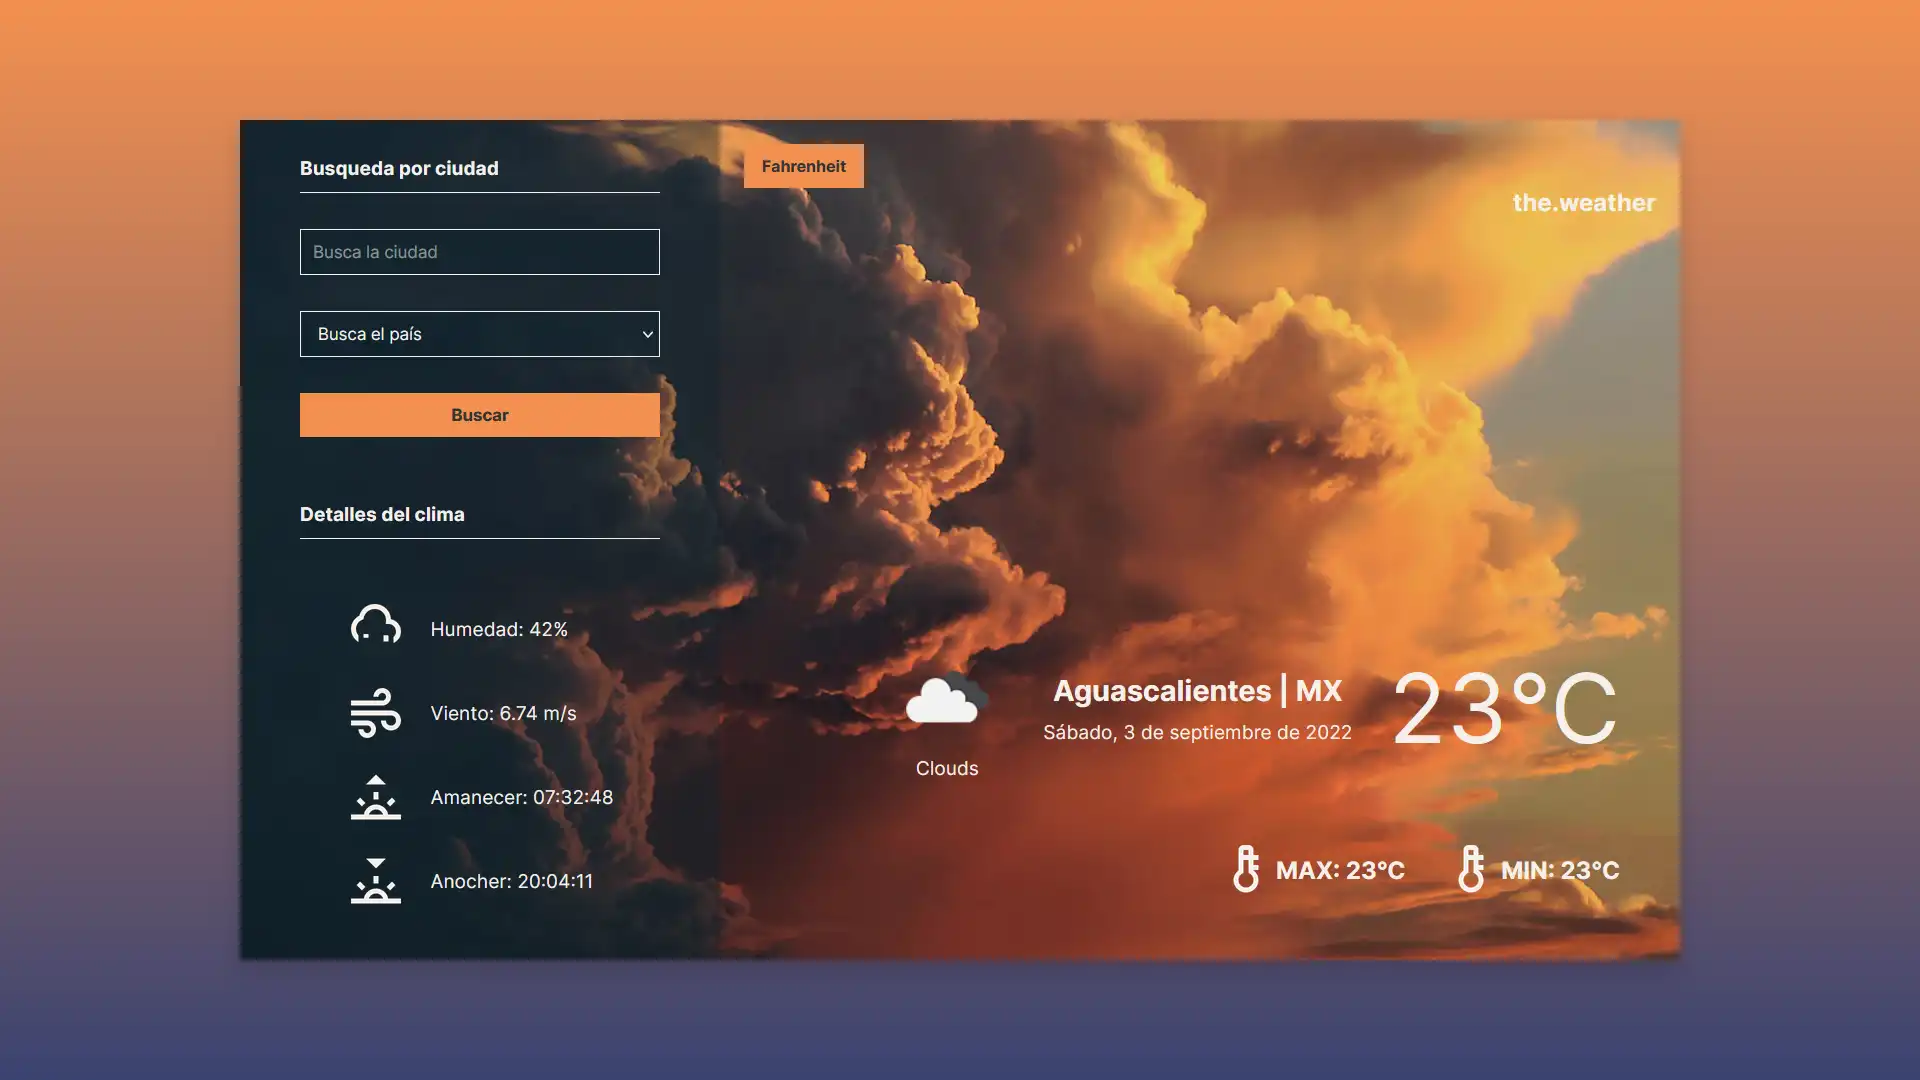 Busqueda por ciudad
Busca la ciudad
Busca el país
Buscar
Detalles del clima
Humedad: 42%
Viento: 6.74 m/s
Amanecer: 07:32:48
Anocher: 20:04:11
Fahrenheit
the.weather
Aguascalientes | MX
Sábado, 3 de septiembre de 2022
23°C
Clouds
MAX: 23°C
MIN: 23°C